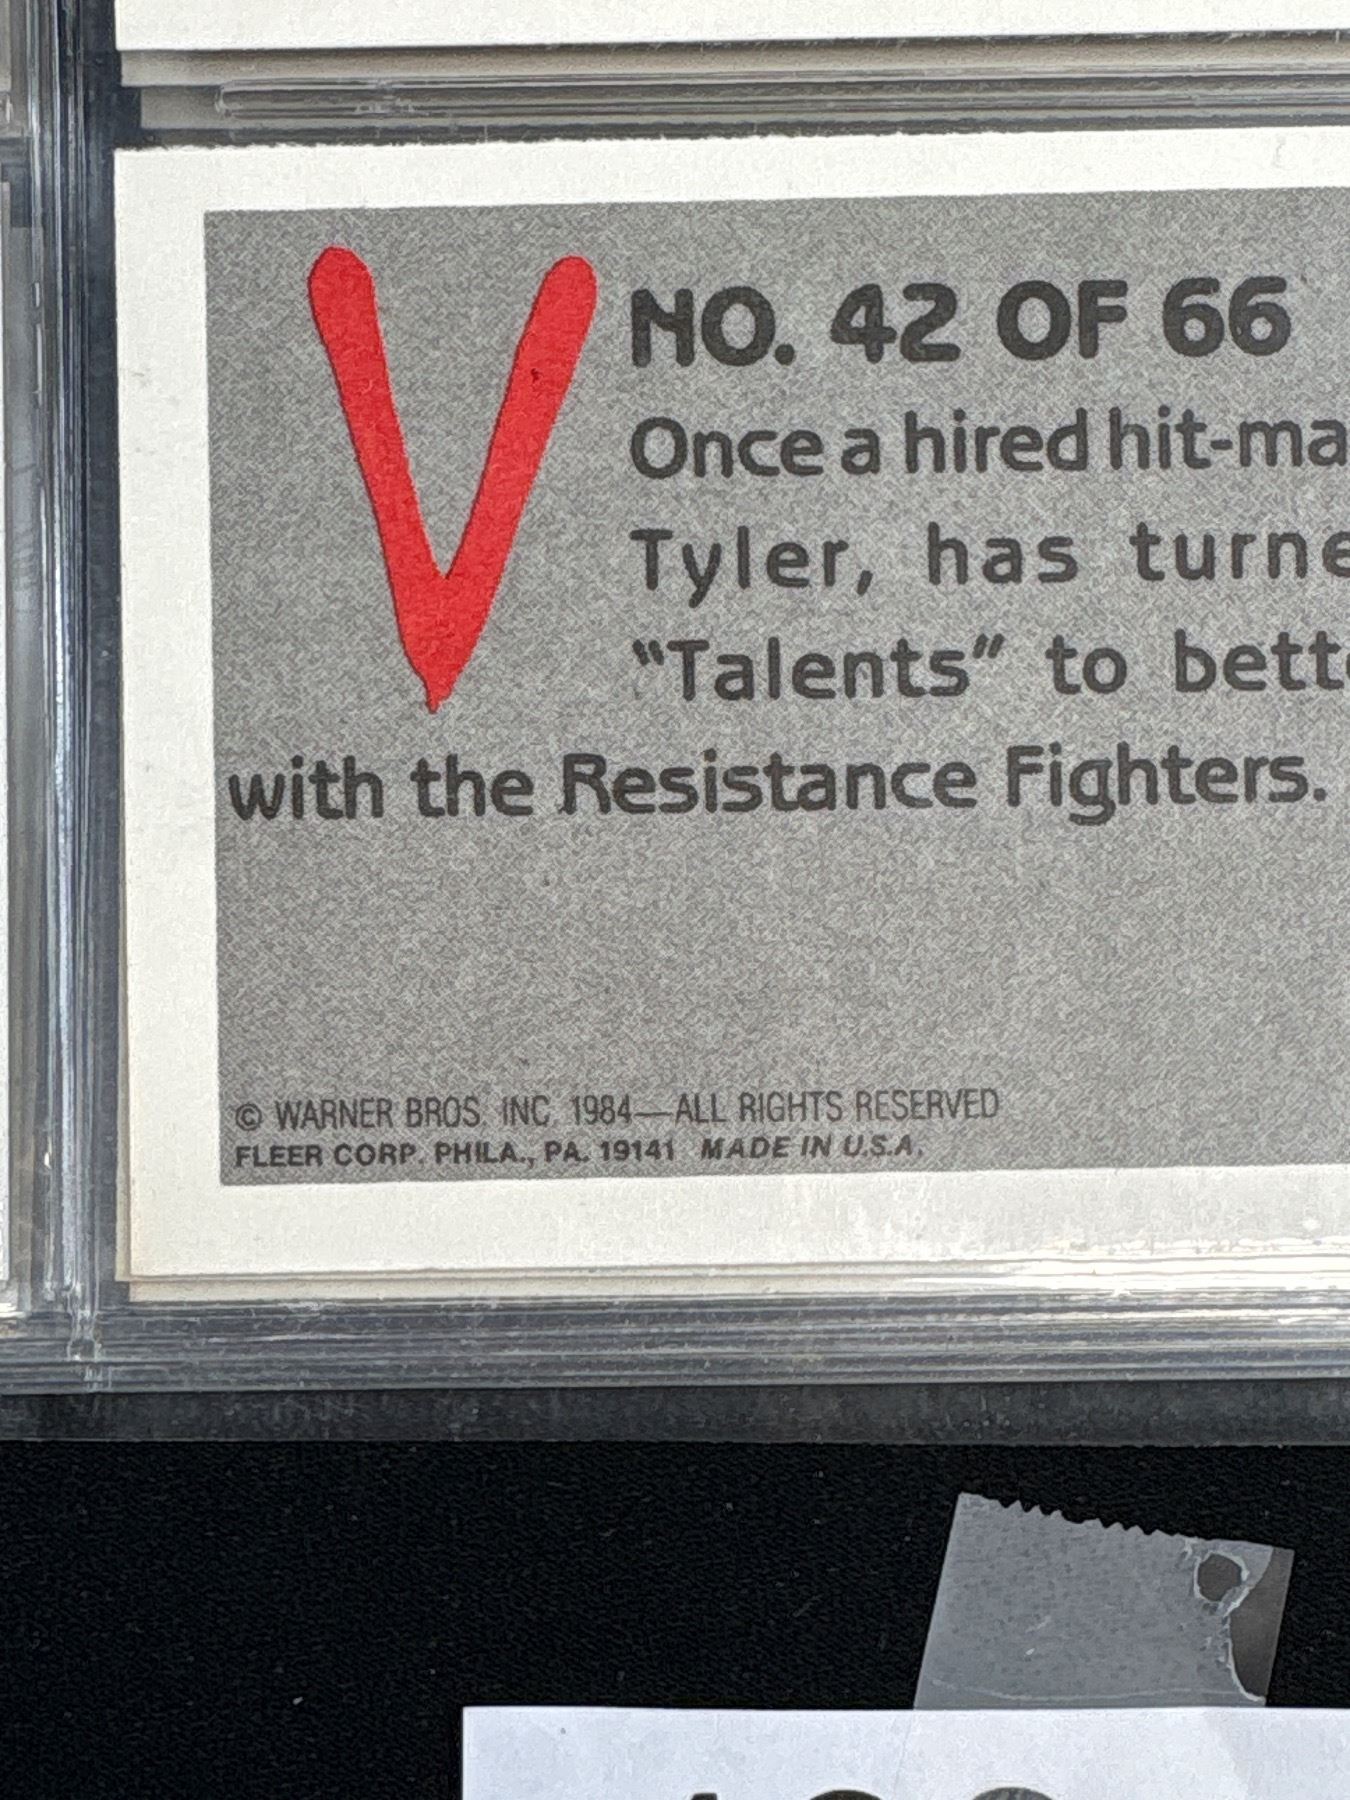 V
NO. 42 OF 66
Once a hired hit-ma
Tyler, has turne
“Talents” to bette
with the Resistance Fighters.
© WARNER BROS. INC. 1984—ALL RIGHTS RESERVED
FLEER CORP. PHILA., PA. 19141 MADE IN U.S.A.